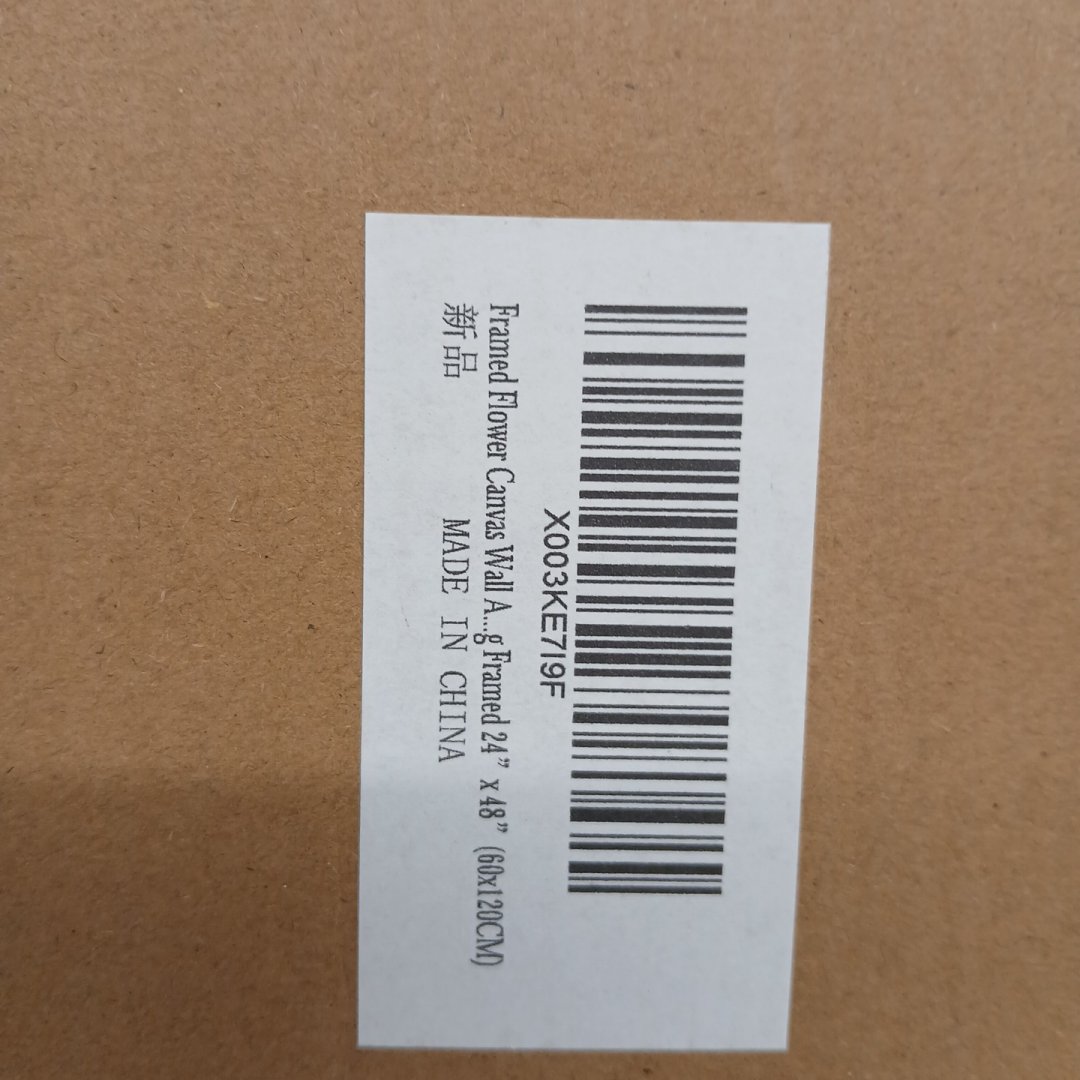 X003KE7I9F
Framed Flower Canvas Wall A...g Framed 24” x 48” (60x120CM)
新品 MADE IN CHINA